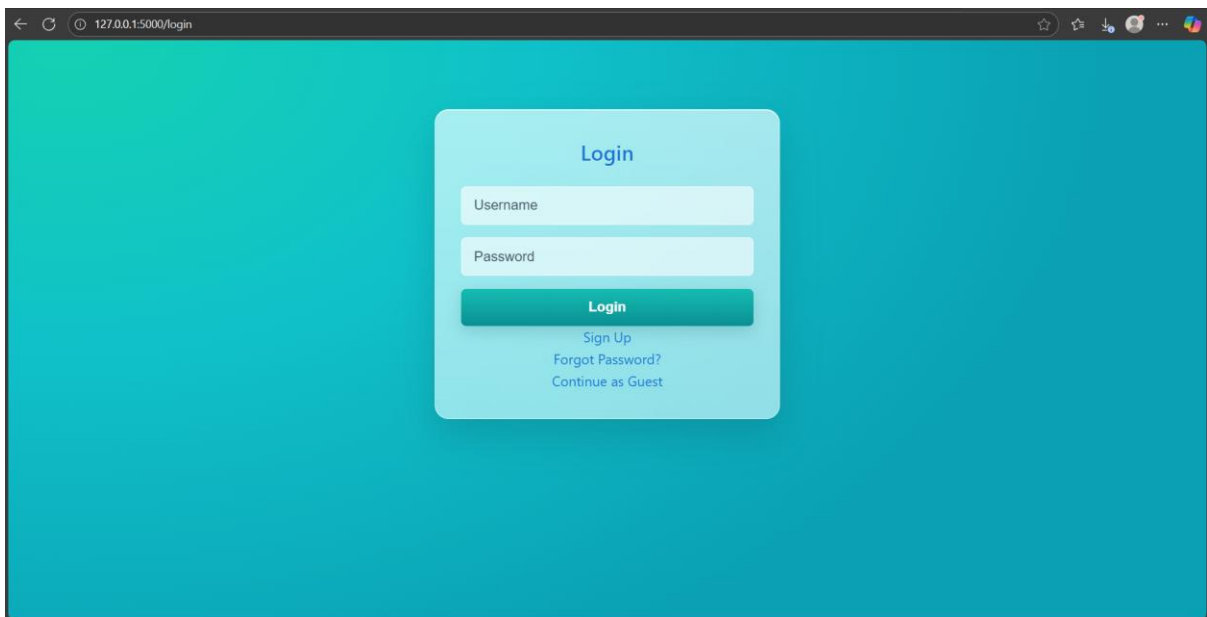 127.0.0.1:5000/login
Login
Username
Password
Login
Sign Up
Forgot Password?
Continue as Guest